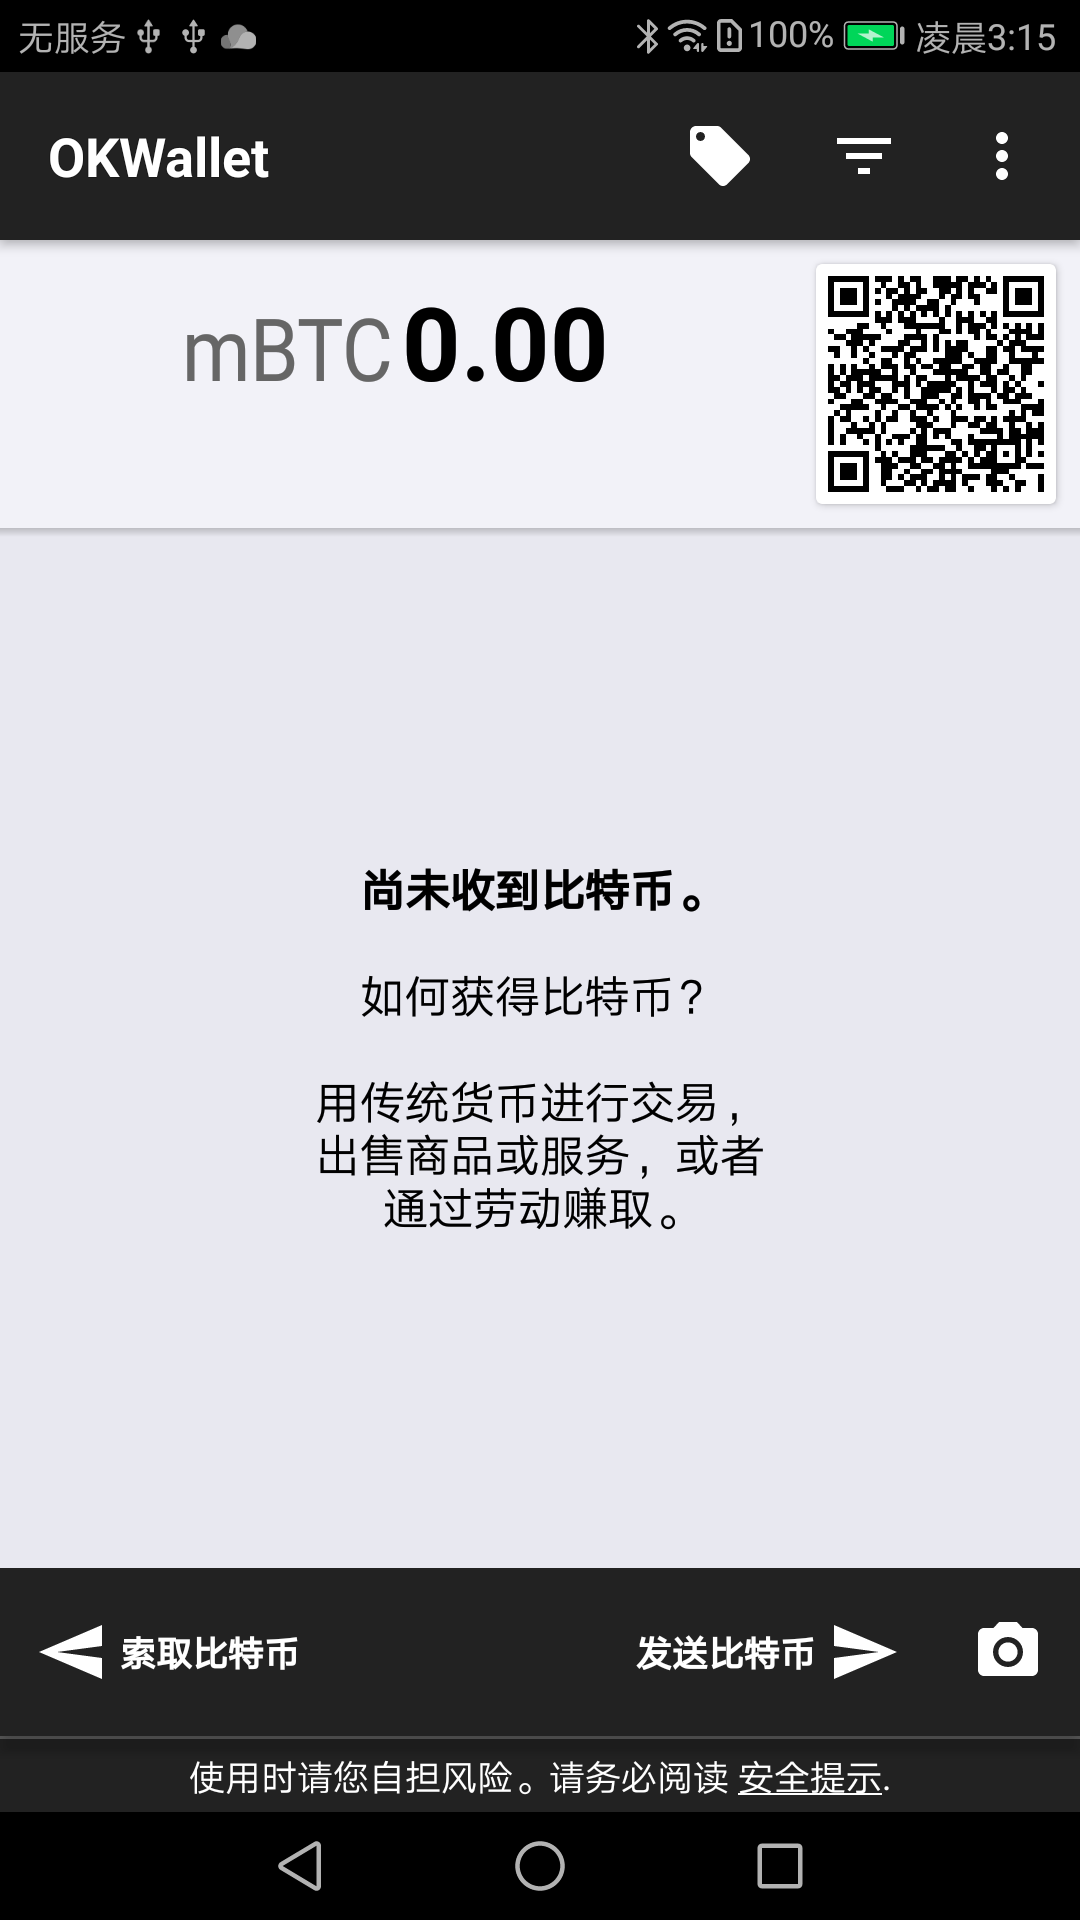 无服务 100% 凌晨3:15
OKWallet
mBTC 0.00
尚未收到比特币。
如何获得比特币？
用传统货币进行交易，
出售商品或服务，或者
通过劳动赚取。
索取比特币 发送比特币
使用时请您自担风险。请务必阅读 安全提示.